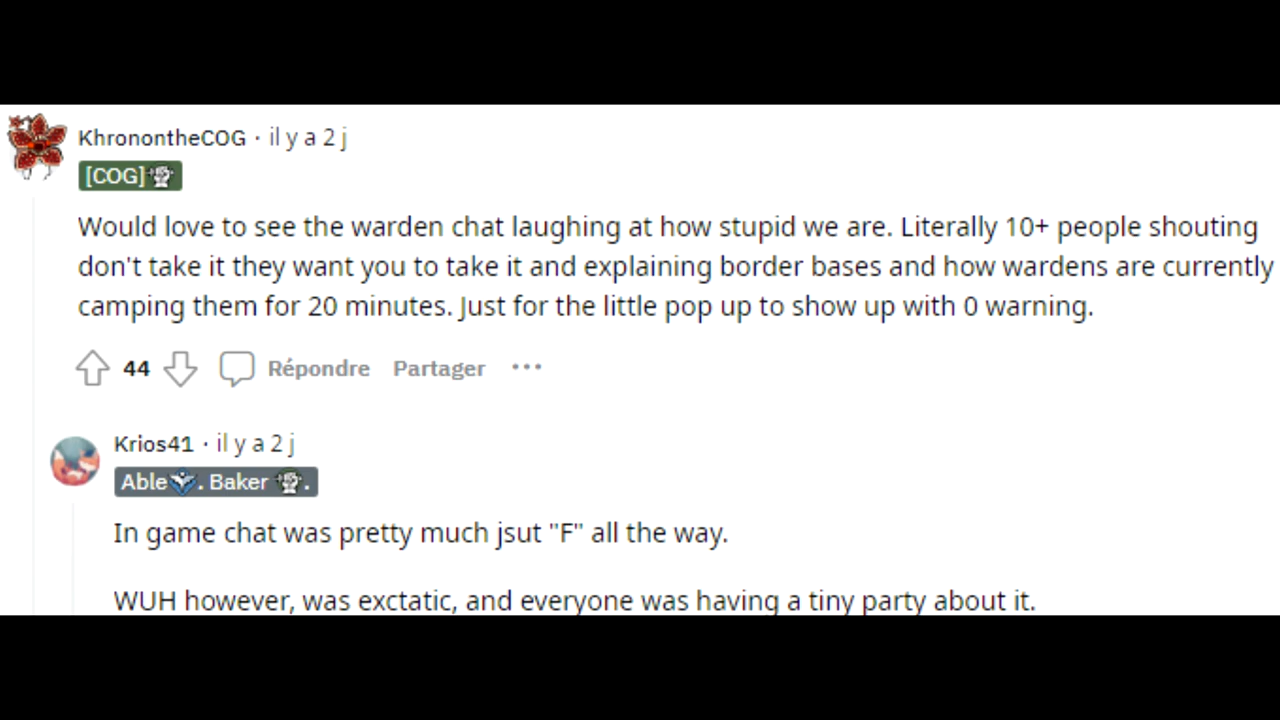 KhronontheCOG · il y a 2 j
[COG]
Would love to see the warden chat laughing at how stupid we are. Literally 10+ people shouting
don't take it they want you to take it and explaining border bases and how wardens are currently
camping them for 20 minutes. Just for the little pop up to show up with 0 warning.
44 Répondre Partager ···
Krios41 · il y a 2 j
Able . Baker .
In game chat was pretty much jsut "F" all the way.
WUH however, was exctatic, and everyone was having a tiny party about it.